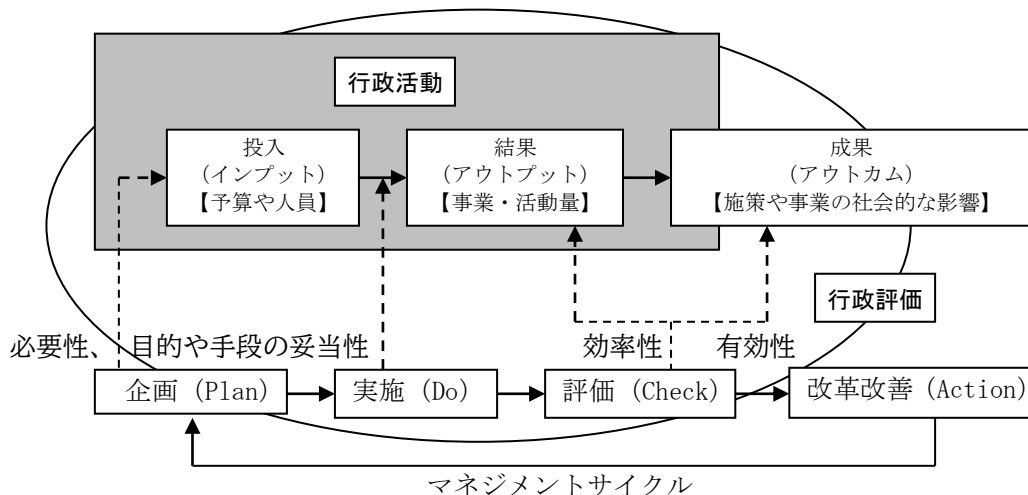 行政活動
投入
(インプット)
【予算や人員】
結果
(アウトプット)
【事業・活動量】
成果
(アウトカム)
【施策や事業の社会的な影響】
行政評価
必要性、 目的や手段の妥当性
効率性
有効性
企画(Plan)
実施(Do)
評価(Check)
改革改善(Action)
マネジメントサイクル